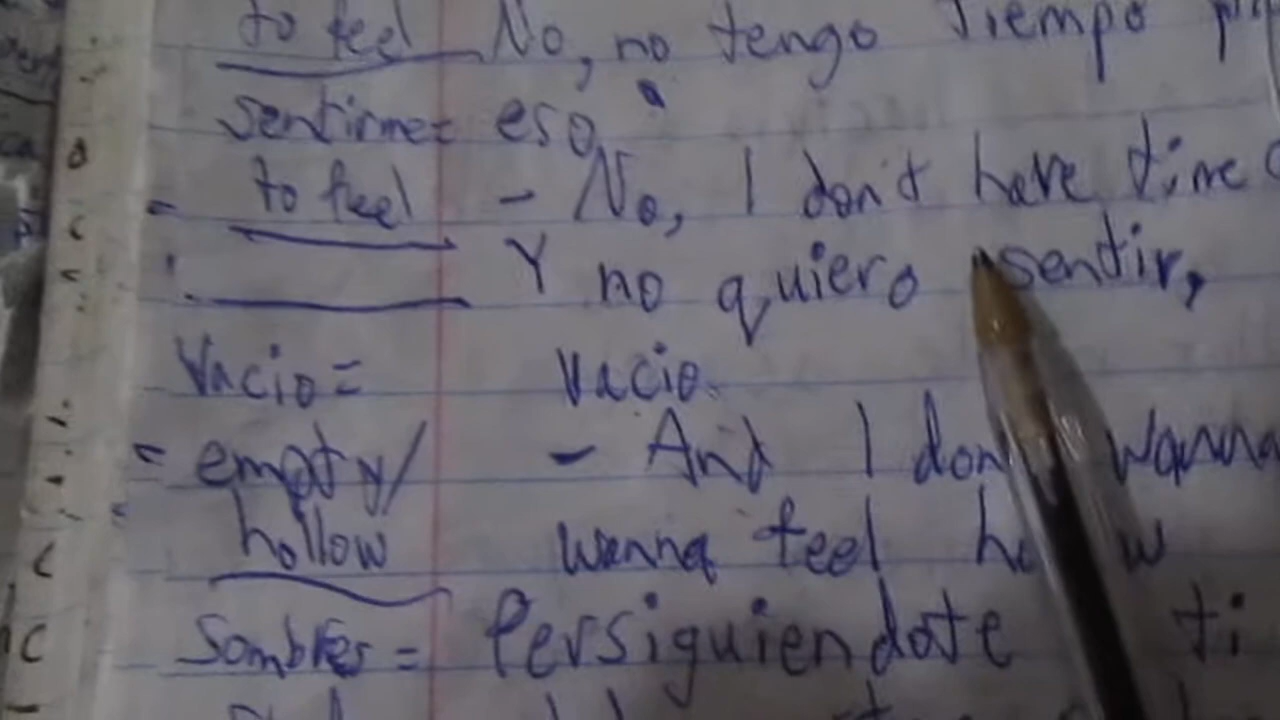 to feel No, no tengo tiempo
sentirme= eso
= to feel - No, I don't have time
Y no quiero sentir,
Vacio= Vacio.
= empty/ - And I don't wanna
hollow wanna feel
Sombras= Persiguiendote ti